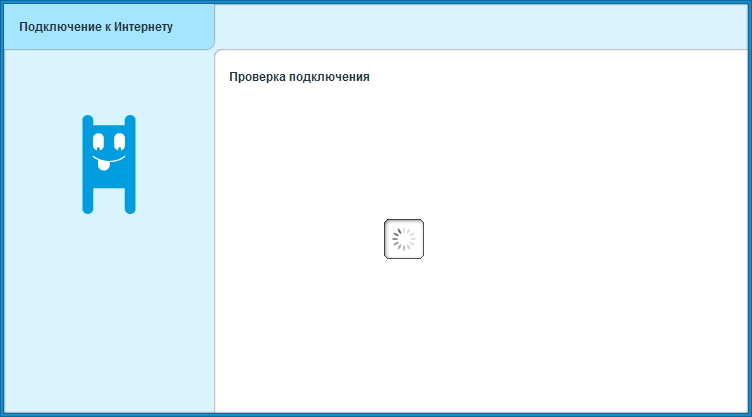 Подключение к Интернету
Проверка подключения